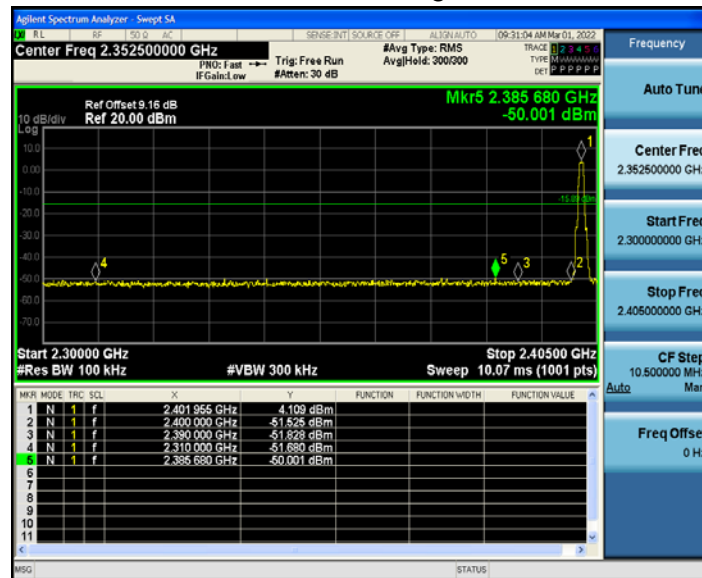 Agilent Spectrum Analyzer - Swept SA
RL RF 50 Ω AC SENSE:INT SOURCE OFF ALIGN AUTO 09:31:04 AM Mar 01, 2022
Center Freq 2.352500000 GHz
PNO: Fast
IFGain:Low
Trig: Free Run
#Atten: 30 dB
#Avg Type: RMS
Avg|Hold: 300/300
TRACE 1 2 3 4 5 6
TYPE M
DET P P P P P P
Frequency
Auto Tune
Ref Offset 9.16 dB
10 dB/div Ref 20.00 dBm
Log
Mkr5 2.385 680 GHz
-50.001 dBm
10.0
0.00
-10.0
-20.0
-30.0
-40.0
-50.0
-60.0
-70.0
1
2
3
4
5
Start 2.30000 GHz
Stop 2.40500 GHz
#Res BW 100 kHz #VBW 300 kHz Sweep 10.07 ms (1001 pts)
MKR MODE TRC SCL X Y FUNCTION FUNCTION WIDTH FUNCTION VALUE
1 N 1 f 2.401 955 GHz 4.109 dBm
2 N 1 f 2.400 000 GHz -51.525 dBm
3 N 1 f 2.390 000 GHz -51.828 dBm
4 N 1 f 2.310 000 GHz -51.680 dBm
5 N 1 f 2.385 680 GHz -50.001 dBm
6
7
8
9
10
11
Center Freq
2.352500000 GHz
Start Freq
2.300000000 GHz
Stop Freq
2.405000000 GHz
CF Step
10.500000 MHz
Auto Man
Freq Offset
0 Hz
MSG STATUS